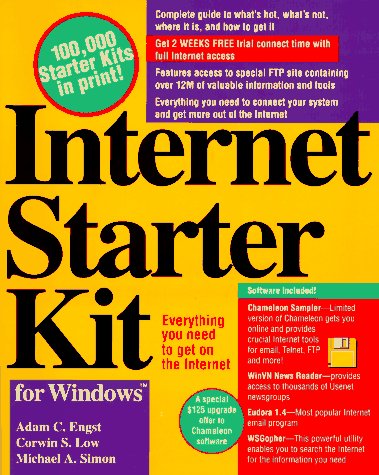 100,000
Starter Kits
in print!
Complete guide to what's hot, what's not,
where it is, and how to get it
Get 2 WEEKS FREE trial connect time with
full Internet access
Features access to special FTP site containing
over 12M of valuable information and tools
Everything you need to connect your system
and get more out of the Internet
Internet
Starter
Kit
for Windows™
Everything
you need
to get on
the Internet
Adam C. Engst
Corwin S. Low
Michael A. Simon
A special
$125 upgrade
offer to
Chameleon
software
Software Included!
Chameleon Sampler—Limited
version of Chameleon gets you
online and provides
crucial Internet tools
for email, Telnet, FTP
and more!
WinVN News Reader—provides
access to thousands of Usenet
newsgroups
Eudora 1.4—Most popular Internet
email program
WSGopher—This powerful utility
enables you to search the Internet
for the information you need